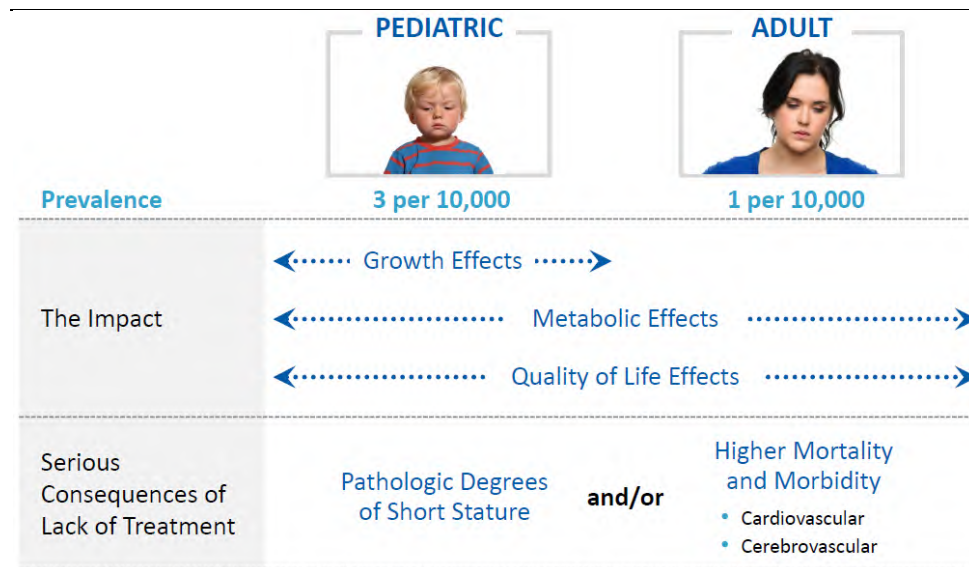 PEDIATRIC
ADULT
Prevalence
3 per 10,000
1 per 10,000
The Impact
Growth Effects
Metabolic Effects
Quality of Life Effects
Serious
Consequences of
Lack of Treatment
Pathologic Degrees
of Short Stature
and/or
Higher Mortality
and Morbidity
• Cardiovascular
• Cerebrovascular